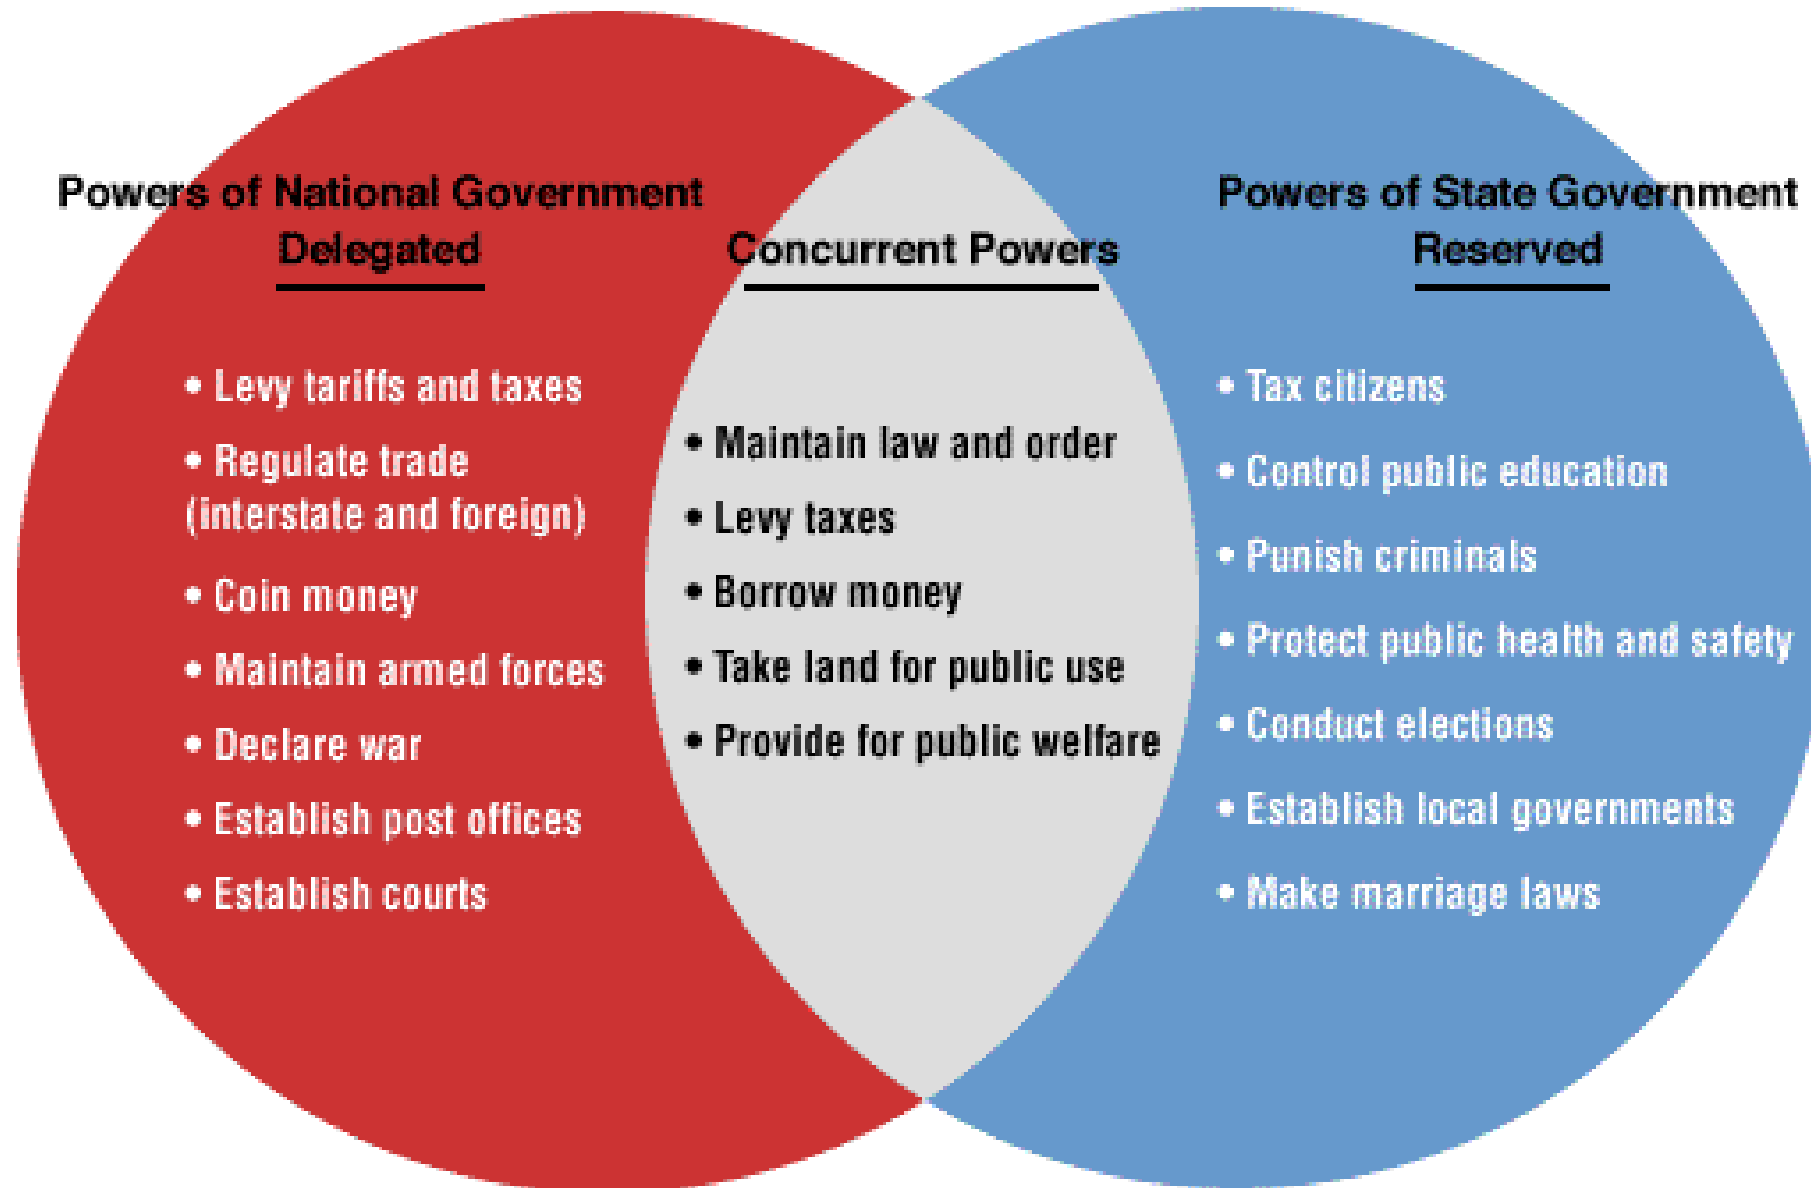 Powers of National Government
Delegated
• Levy tariffs and taxes
• Regulate trade
(interstate and foreign)
• Coin money
• Maintain armed forces
• Declare war
• Establish post offices
• Establish courts
Concurrent Powers
• Maintain law and order
• Levy taxes
• Borrow money
• Take land for public use
• Provide for public welfare
Powers of State Government
Reserved
• Tax citizens
• Control public education
• Punish criminals
• Protect public health and safety
• Conduct elections
• Establish local governments
• Make marriage laws